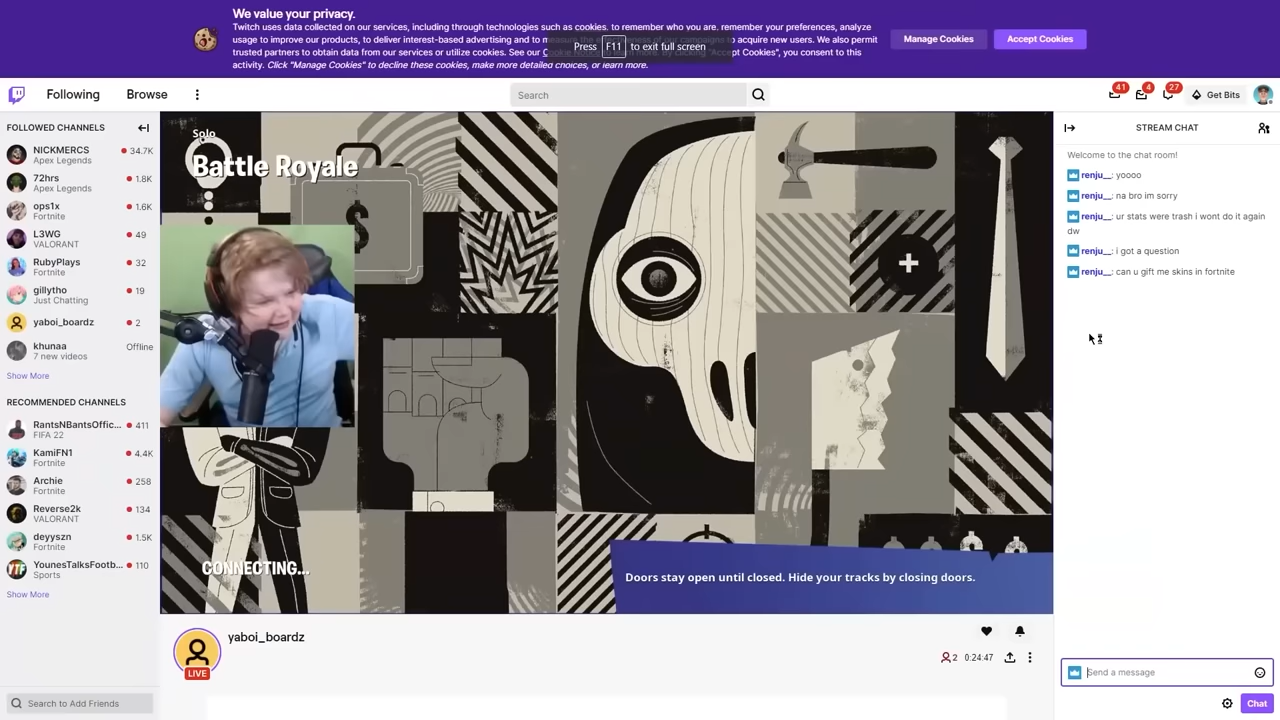 We value your privacy.
Twitch uses data collected on our services, including through technologies such as cookies, to remember who you are, remember your preferences, analyze
usage to improve our products, to deliver interest-based advertising and to
to acquire new users. We also permit
trusted partners to obtain data from our services or utilize cookies. See our
Cookies", you consent to this
activity. Click "Manage Cookies" to decline these cookies, make more detailed choices, or learn more.
Press F11 to exit full screen
Manage Cookies
Accept Cookies
Following
Browse
Search
41
4
27
Get Bits
FOLLOWED CHANNELS
NICKMERCS 34.7K
Apex Legends
72hrs 1.8K
Apex Legends
ops1x 1.6K
Fortnite
L3WG 49
VALORANT
RubyPlays 32
Fortnite
gillytho 19
Just Chatting
yaboi_boardz 2
khunaa Offline
7 new videos
Show More
RECOMMENDED CHANNELS
RantsNBantsOffic... 411
FIFA 22
KamiFN1 4.4K
Fortnite
Archie 258
Fortnite
Reverse2k 134
VALORANT
deyyszn 1.5K
Fortnite
YounesTalksFootb... 110
Sports
Show More
Search to Add Friends
Solo
Battle Royale
$
CONNECTING...
Doors stay open until closed. Hide your tracks by closing doors.
LIVE
yaboi_boardz
2 0:24:47
STREAM CHAT
Welcome to the chat room!
renju__: yoooo
renju__: na bro im sorry
renju__: ur stats were trash i wont do it again
dw
renju__: i got a question
renju__: can u gift me skins in fortnite
Send a message
Chat